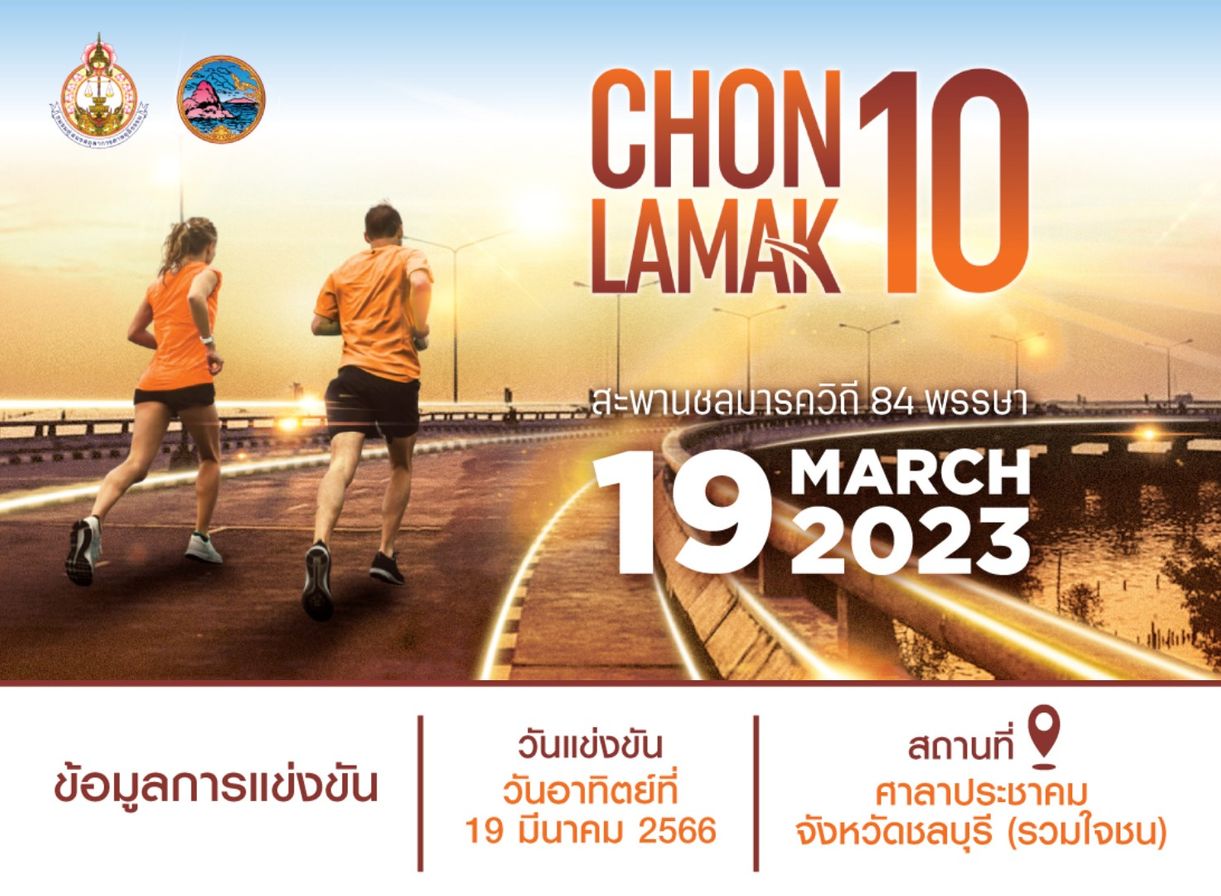 CHON
LAMAK
10
สะพานชลมารควิถี 84 พรรษา
19
MARCH
2023
ข้อมูลการแข่งขัน
วันแข่งขัน
วันอาทิตย์ที่
19 มีนาคม 2566
สถานที่
ศาลาประชาคม
จังหวัดชลบุรี (รวมใจชน)